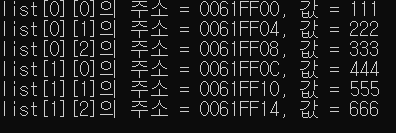 list[0][0]의 주소 = 0061FF00, 값 = 111
list[0][1]의 주소 = 0061FF04, 값 = 222
list[0][2]의 주소 = 0061FF08, 값 = 333
list[1][0]의 주소 = 0061FF0C, 값 = 444
list[1][1]의 주소 = 0061FF10, 값 = 555
list[1][2]의 주소 = 0061FF14, 값 = 666